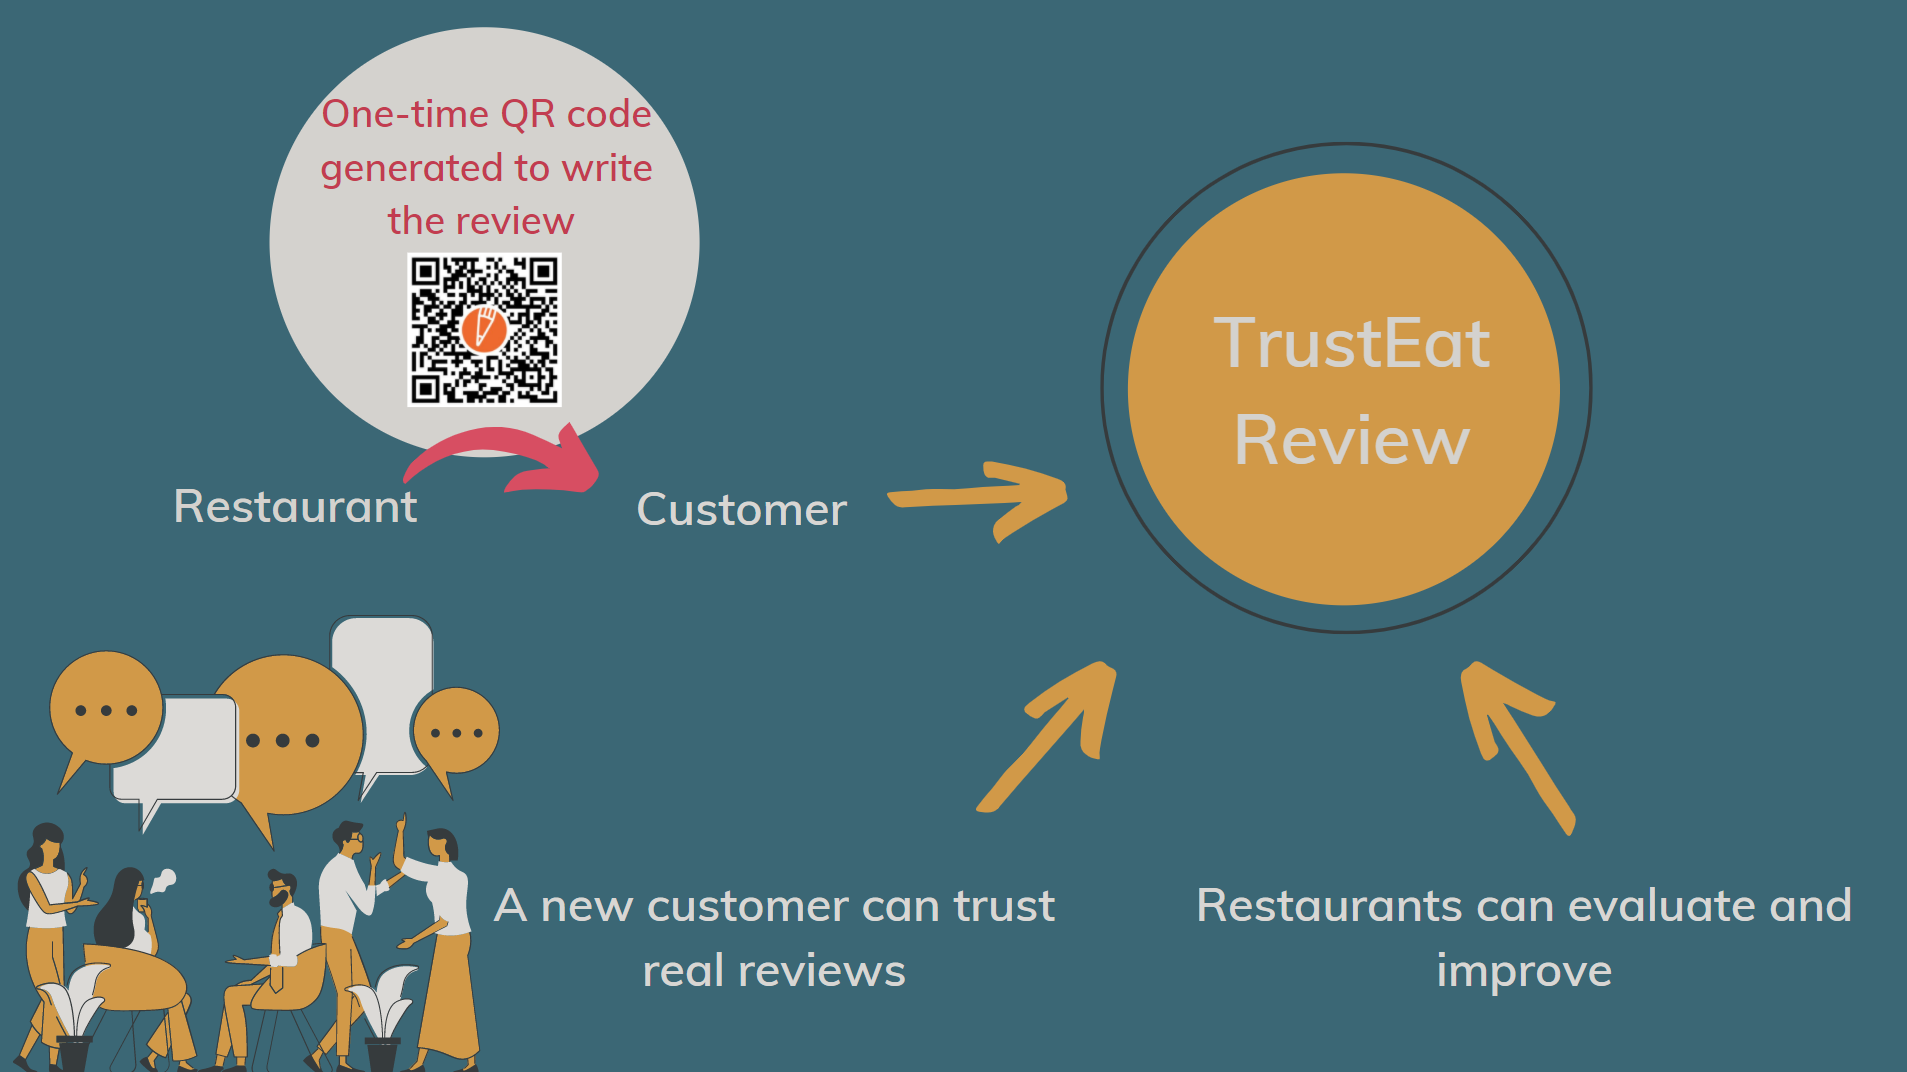 One-time QR code
generated to write
the review
Restaurant
Customer
TrustEat
Review
A new customer can trust
real reviews
Restaurants can evaluate and
improve